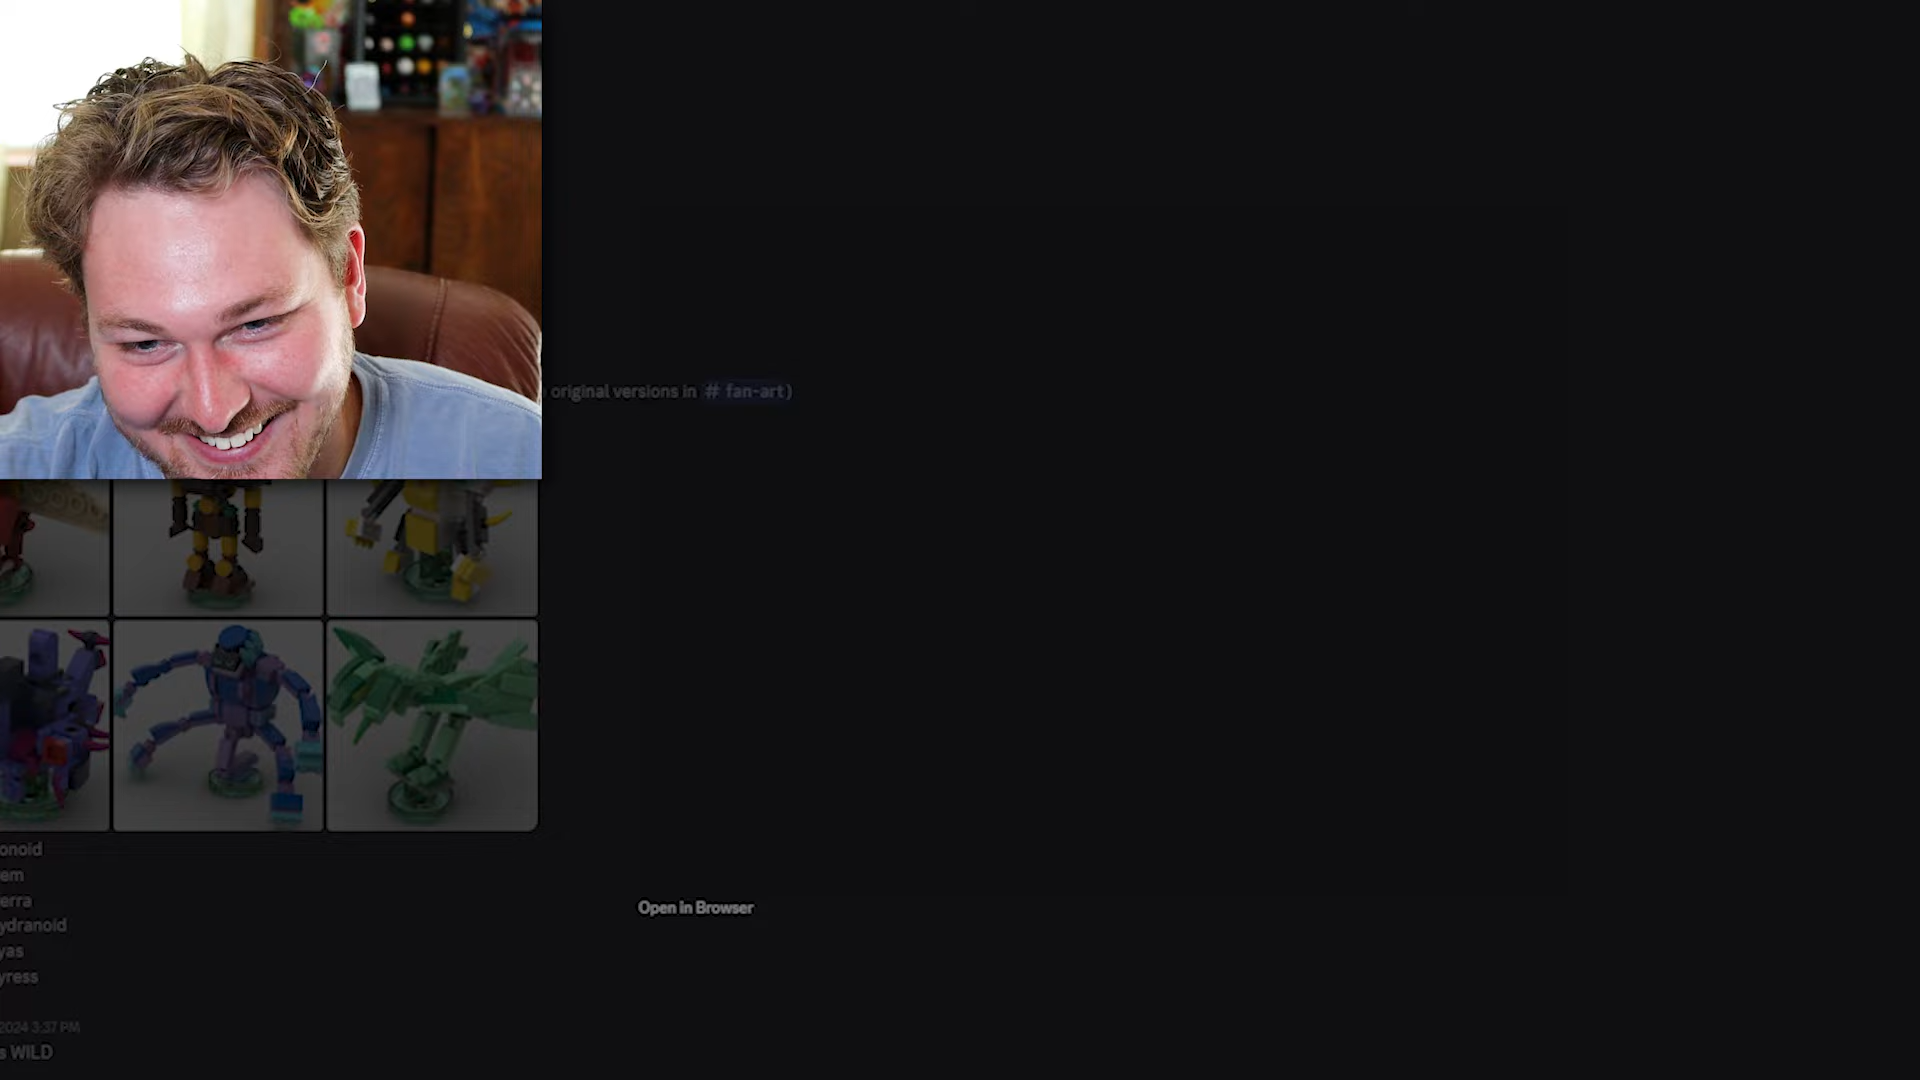 original versions in # fan-art)
onoid
em
erra
ydranoid
yas
yress
Open in Browser
2024 3:37 PM
s WILD